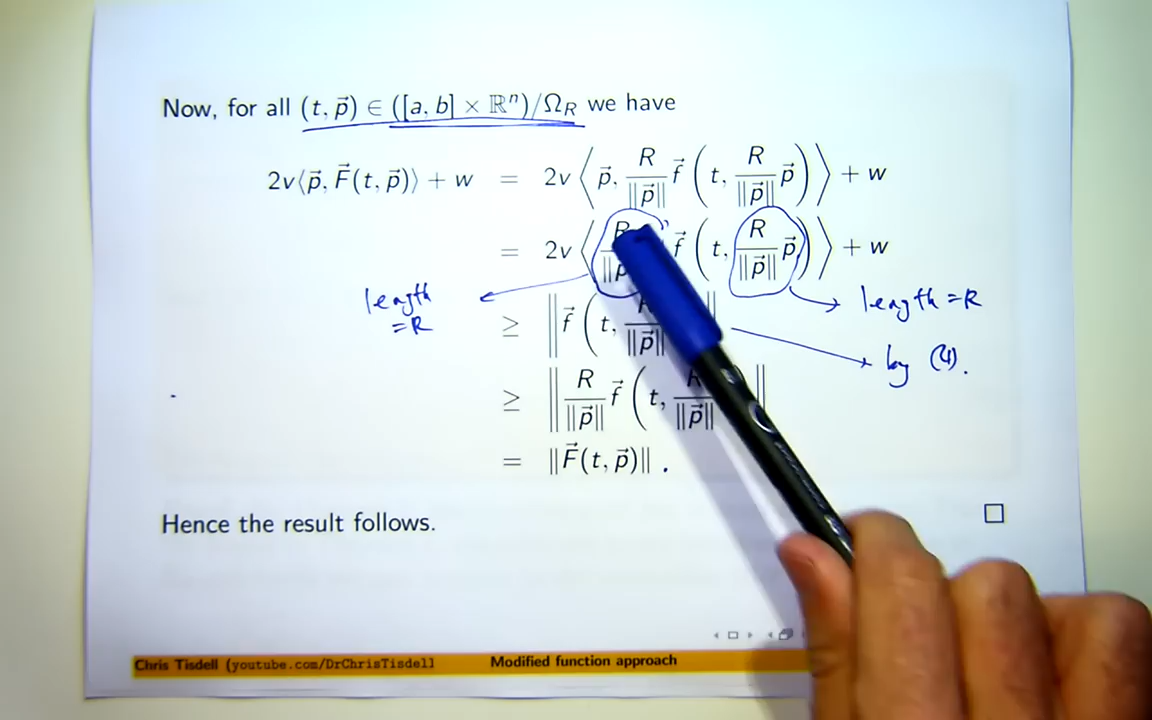 Now, for all (t, p⃗) ∈ ([a, b] × ℝⁿ)/Ω_R we have
2v⟨p⃗, F⃗(t, p⃗)⟩ + w = 2v ⟨ p⃗, R/‖p⃗‖ f⃗ ( t, R/‖p⃗‖ p⃗ ) ⟩ + w
= 2v ⟨ R/‖p f⃗ ( t, R/‖p⃗‖ p⃗ ) ⟩ + w
length = R
length = R
≥ ‖ f⃗ ( t, /‖p⃗‖ ‖
by (4).
≥ ‖ R/‖p⃗‖ f⃗ ( t, R/‖p⃗‖ ‖
= ‖F⃗(t, p⃗)‖ .
Hence the result follows. □
Chris Tisdell (youtube.com/DrChrisTisdell Modified function approach